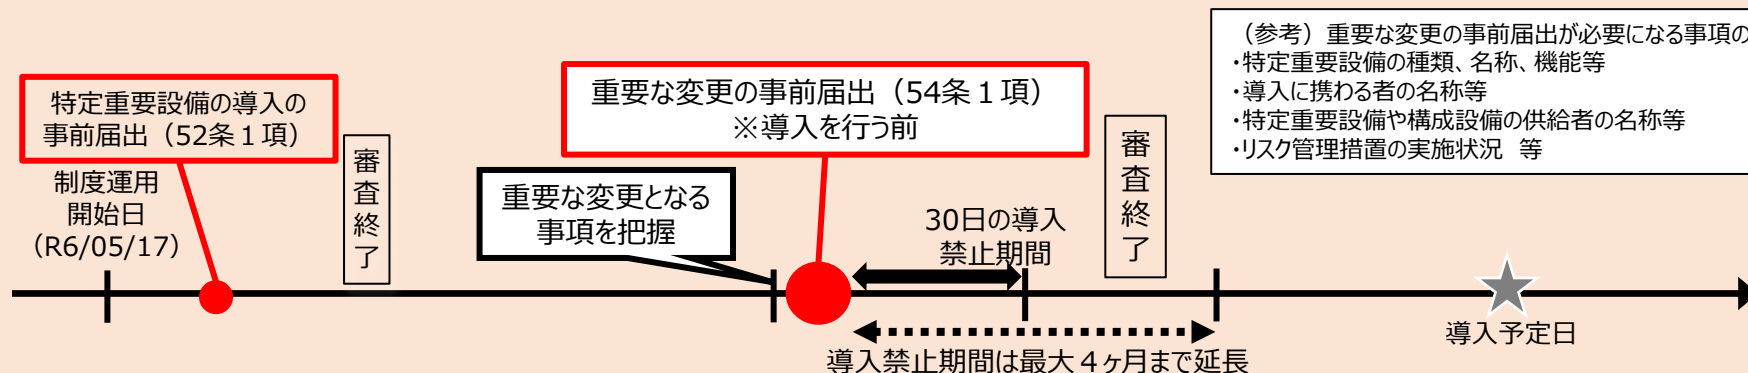 特定重要設備の導入の
事前届出（52条１項）
制度運用
開始日
（R6/05/17）
審査終了
重要な変更となる
事項を把握
重要な変更の事前届出（54条１項）
※導入を行う前
30日の導入
禁止期間
審査終了
導入禁止期間は最大４ヶ月まで延長
（参考）重要な変更の事前届出が必要になる事項の
・特定重要設備の種類、名称、機能等
・導入に携わる者の名称等
・特定重要設備や構成設備の供給者の名称等
・リスク管理措置の実施状況　等
導入予定日